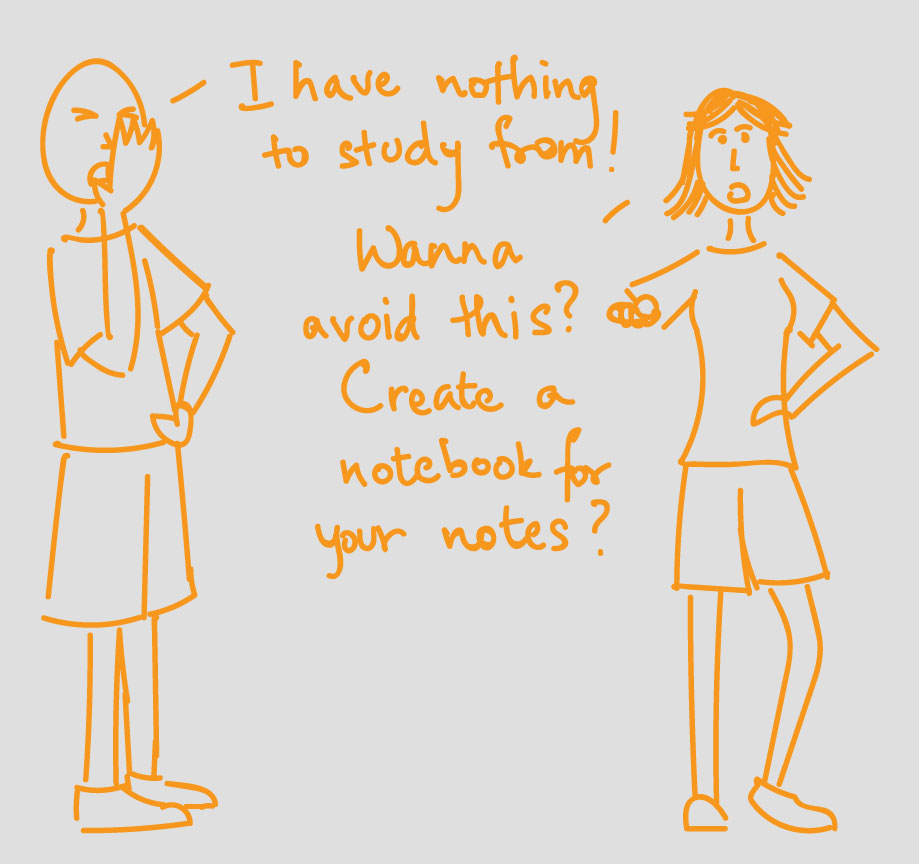 I have nothing
to study from!
Wanna
avoid this?
Create a
notebook for
your notes?